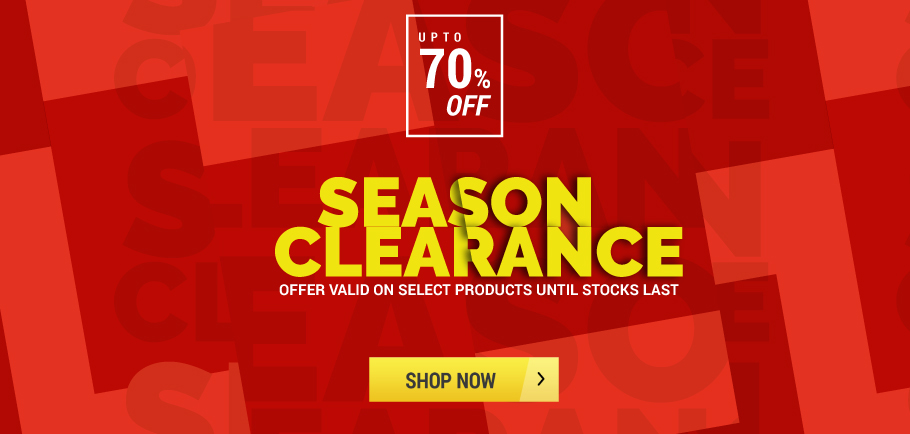 UPTO
70%
OFF
SEASON
CLEARANCE
OFFER VALID ON SELECT PRODUCTS UNTIL STOCKS LAST
SHOP NOW